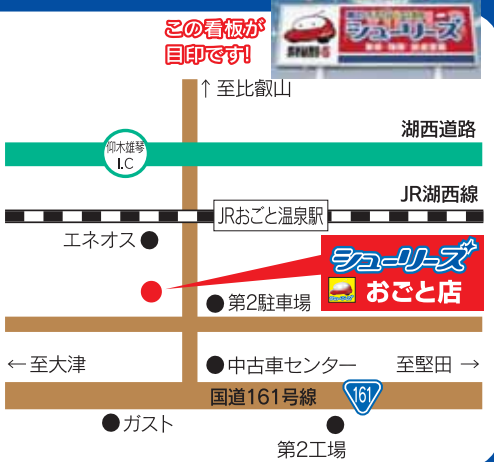 この看板が
目印です!
シューリーズ
↑至比叡山
湖西道路
仰木雄琴
I.C
JR湖西線
JRおごと温泉駅
エネオス
シューリーズ
おごと店
第2駐車場
←至大津
中古車センター
至堅田→
国道161号線
161
ガスト
第2工場